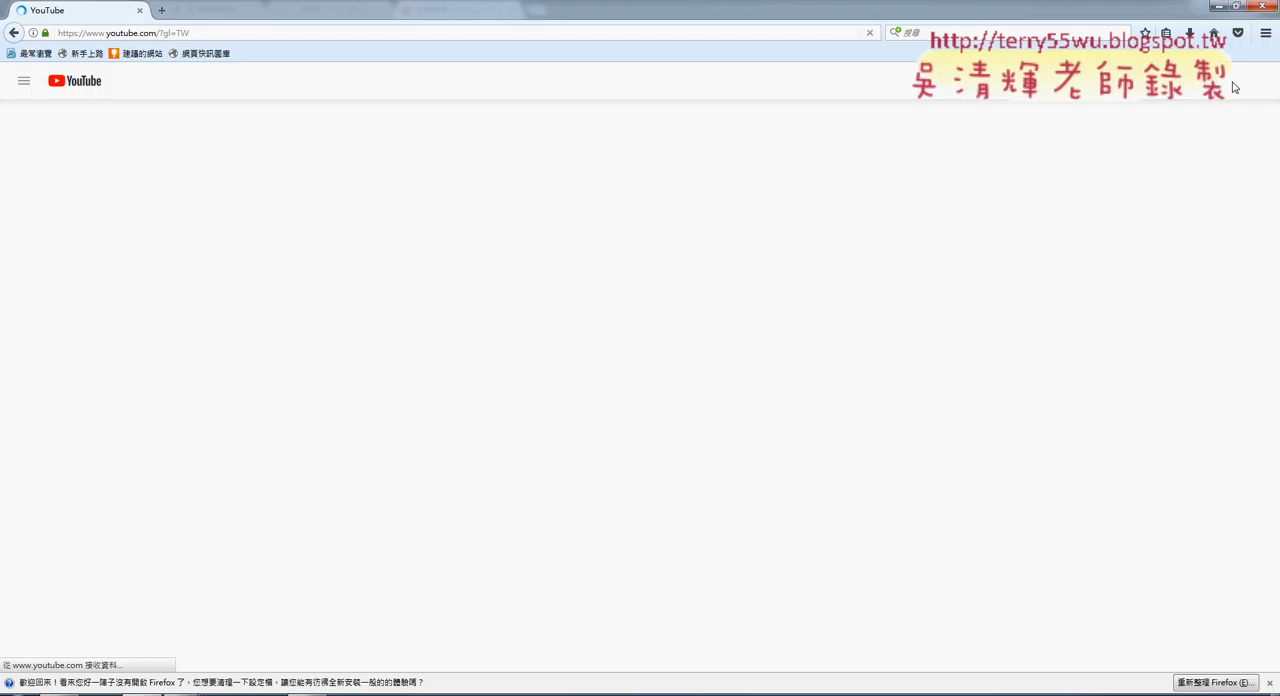 YouTube
https://www.youtube.com/?gl=TW
搜尋
http://terry55wu.blogspot.tw
最常瀏覽 新手上路 建議的網站 網頁快訊圖庫
YouTube
吳清輝老師錄製
從 www.youtube.com 接收資料...
歡迎回來！看來您好一陣子沒有開啟 Firefox 了，您想要清理一下設定檔，讓您能有彷彿全新安裝一般的的體驗嗎？
重新整理 Firefox (E)...